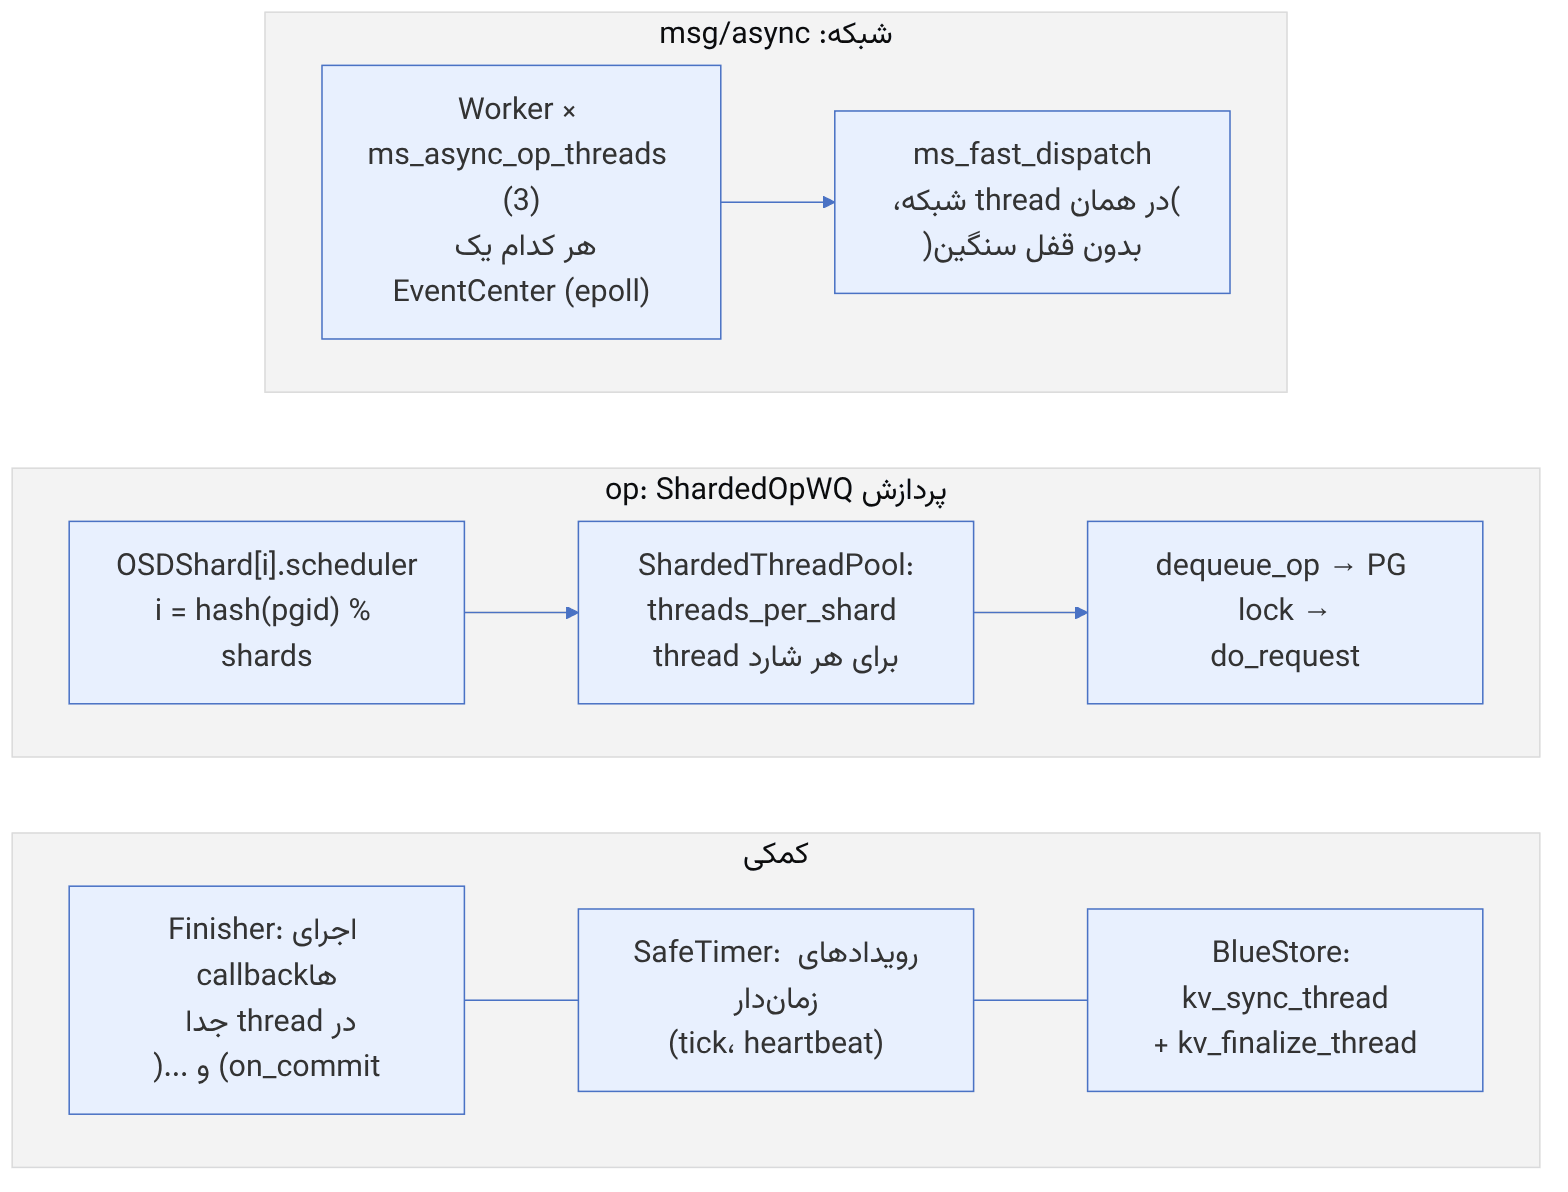 شبکه: msg/async
Worker ×
ms_async_op_threads
(3)
هر کدام یک
EventCenter (epoll)
ms_fast_dispatch
(در همان thread شبکه،
بدون قفل سنگین)
پردازش op: ShardedOpWQ
OSDShard[i].scheduler
i = hash(pgid) %
shards
ShardedThreadPool:
threads_per_shard
thread برای هر شارد
dequeue_op → PG
lock →
do_request
کمکی
Finisher: اجرای
callbackها
در thread جدا
(on_commit و ...)
SafeTimer: رویدادهای
زمان‌دار
(tick، heartbeat)
BlueStore:
kv_sync_thread
+ kv_finalize_thread